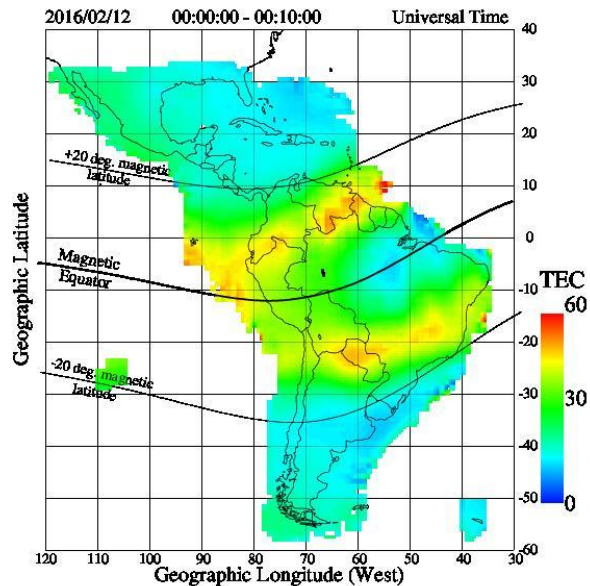 2016/02/12 00:00:00 - 00:10:00 Universal Time
40
30
20
10
0
-10
-20
-30
-40
-50
-60
+20 deg. magnetic
latitude
Magnetic
Equator
-20 deg. magnetic
latitude
Geographic Latitude
TEC
60
30
0
120 110 100 90 80 70 60 50 40 30
Geographic Longitude (West)